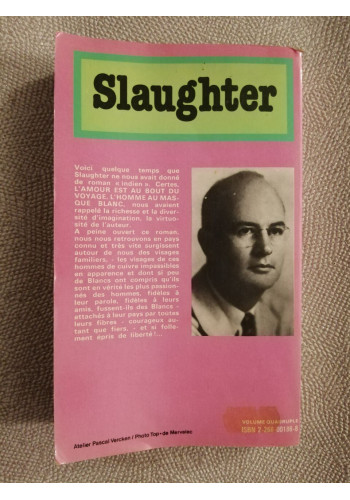 Slaughter
Voici quelque temps que
Slaughter ne nous avait donné
de roman « Indien ». Certes,
L'AMOUR EST AU BOUT DU
VOYAGE, L'HOMME AU MAS-
QUE BLANC, nous avaient
rappelé la richesse et la diver-
sité d'imagination, la virtuo-
sité de l'auteur.
A peine ouvert ce roman,
nous nous retrouvons en pays
connu et très vite surgissent
autour de nous des visages
familiers, - les visages de ces
hommes de cuivre impassibles
en apparence et dont si peu
de Blancs ont compris qu'ils
sont en vérité les plus passion-
nés des hommes, fidèles à
leur parole, fidèles à leurs
amis, fussent-ils des Blancs -
attachés à leur pays par toutes
leurs fibres - courageux au-
tant que fiers, - et si folle-
ment épris de liberté !...
Atelier Pascal Vercken / Photo Top-de Mervelec
VOLUME QUADRUPLE
ISBN 2-266